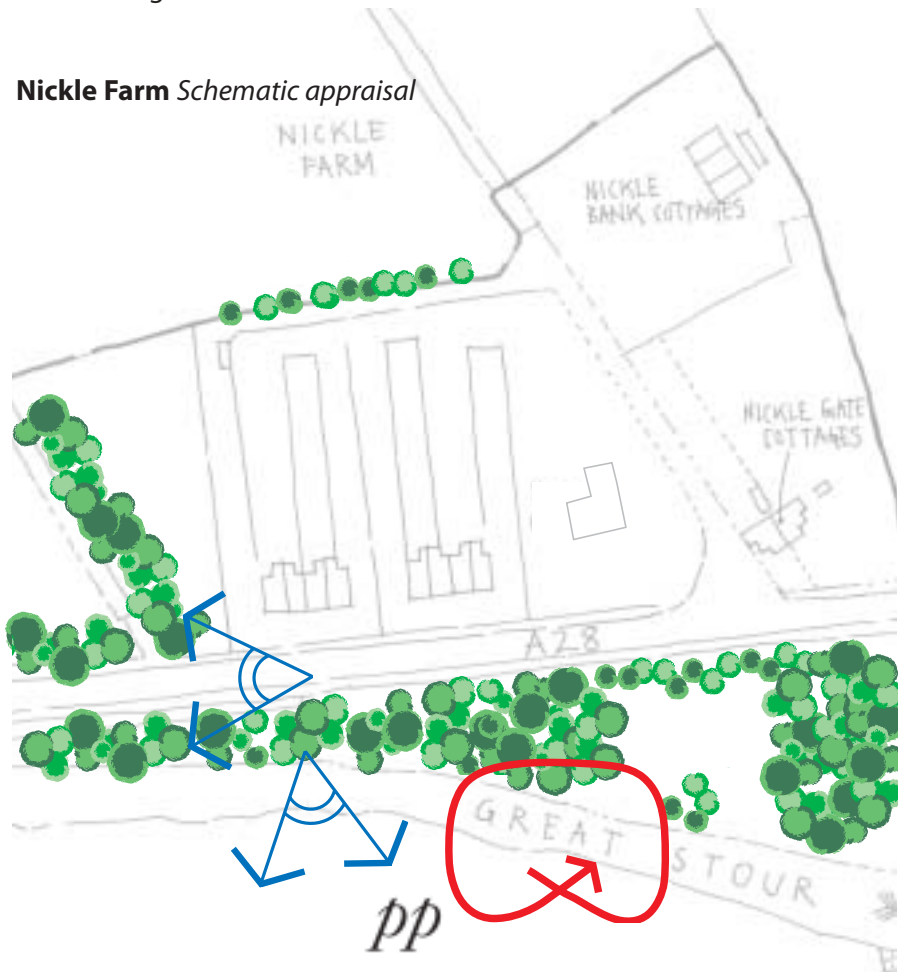 Nickle Farm Schematic appraisal
NICKLE
FARM
NICKLE
BANK COTTAGES
NICKLE GATE
COTTAGES
A28
GREAT STOUR
pp